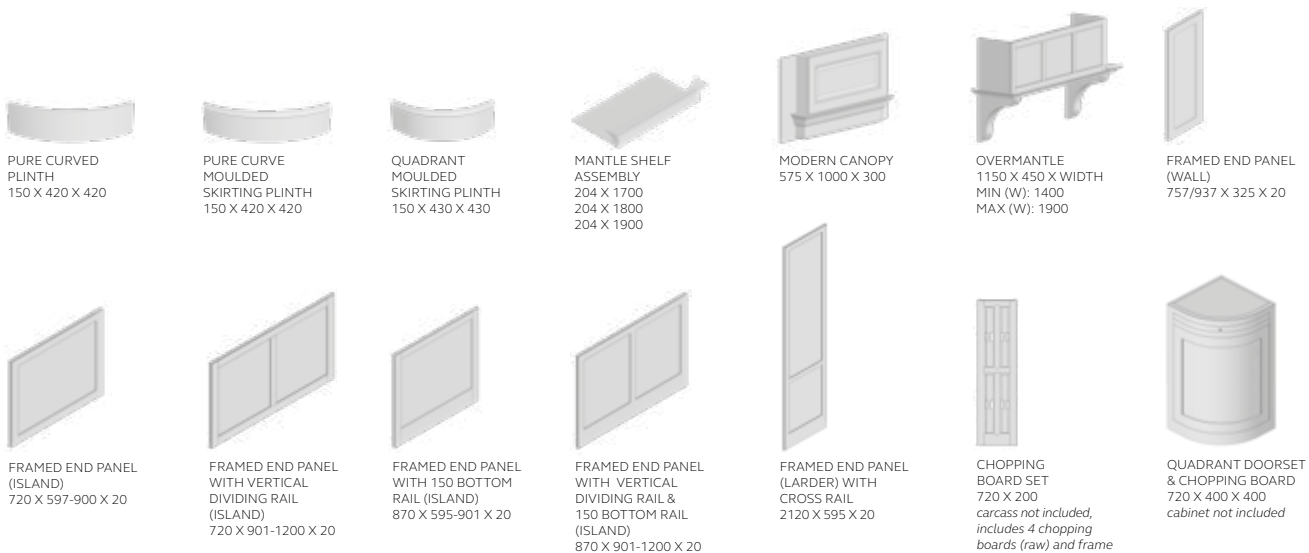 PURE CURVED
PLINTH
150 X 420 X 420
PURE CURVE
MOULDED
SKIRTING PLINTH
150 X 420 X 420
QUADRANT
MOULDED
SKIRTING PLINTH
150 X 430 X 430
MANTLE SHELF
ASSEMBLY
204 X 1700
204 X 1800
204 X 1900
MODERN CANOPY
575 X 1000 X 300
OVERMANTLE
1150 X 450 X WIDTH
MIN (W): 1400
MAX (W): 1900
FRAMED END PANEL
(WALL)
757/937 X 325 X 20
FRAMED END PANEL
(ISLAND)
720 X 597-900 X 20
FRAMED END PANEL
WITH VERTICAL
DIVIDING RAIL
(ISLAND)
720 X 901-1200 X 20
FRAMED END PANEL
WITH 150 BOTTOM
RAIL (ISLAND)
870 X 595-901 X 20
FRAMED END PANEL
WITH VERTICAL
DIVIDING RAIL &
150 BOTTOM RAIL
(ISLAND)
870 X 901-1200 X 20
FRAMED END PANEL
(LARDER) WITH
CROSS RAIL
2120 X 595 X 20
CHOPPING
BOARD SET
720 X 200
carcass not included,
includes 4 chopping
boards (raw) and frame
QUADRANT DOORSET
& CHOPPING BOARD
720 X 400 X 400
cabinet not included